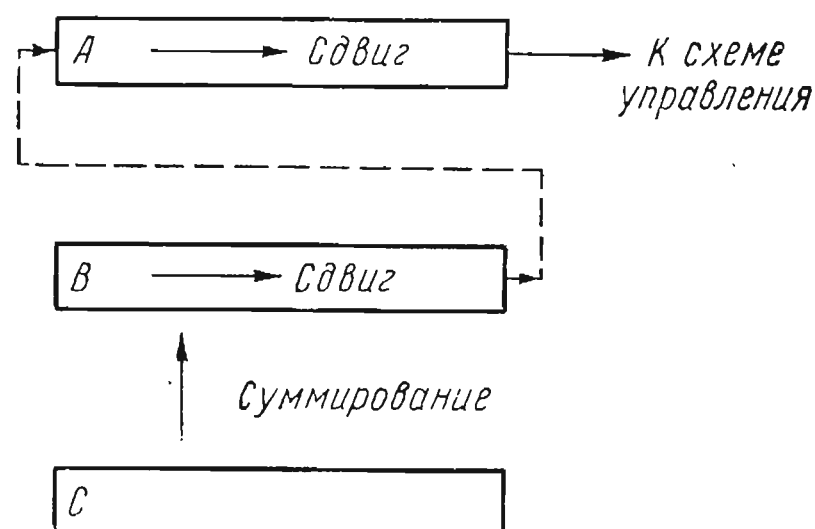 A Сдвиг
К схеме
управления
B Сдвиг
Суммирование
C